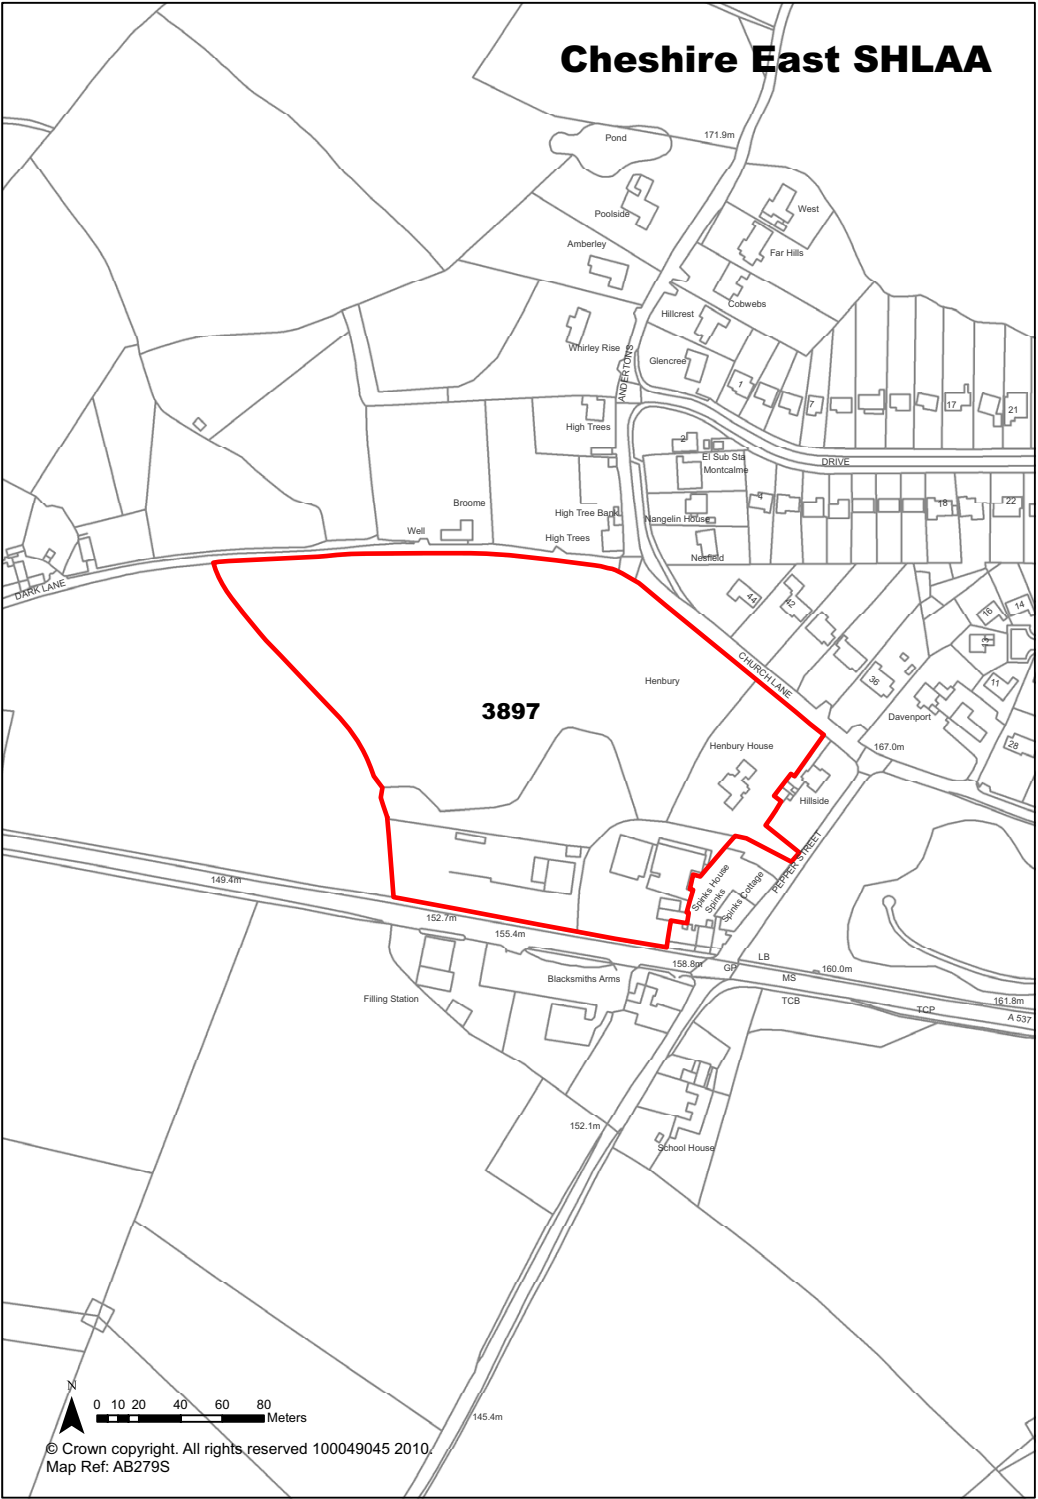 Cheshire East SHLAA
171.9m
Pond
West
Poolside
Amberley
Far Hills
Cobwebs
Hillcrest
Whirley Rise
Glencree
ANDERTONS
1
7
17
21
High Trees
2
El Sub Sta
Montcalme
DRIVE
4
18
22
Broome
High Tree Bank
Nangelin House
Well
High Trees
Nesfield
DARK LANE
44
42
16
14
13
CHURCH LANE
36
11
Henbury
3897
Davenport
28
Henbury House
167.0m
Hillside
PEPPER STREET
149.4m
Spinks House
Spinks
Spinks Cottage
152.7m
155.4m
158.8m
LB
GP
160.0m
MS
Blacksmiths Arms
Filling Station
TCB
TCP
161.8m
A 537
152.1m
School House
N
0 10 20 40 60 80
Meters
145.4m
© Crown copyright. All rights reserved 100049045 2010.
Map Ref: AB279S